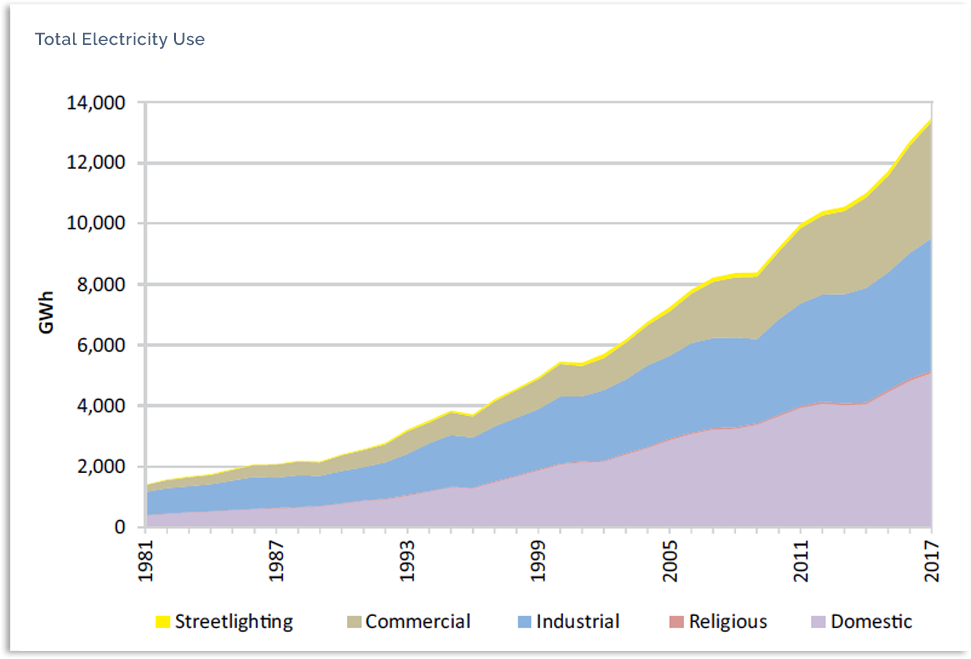 Total Electricity Use
14,000
12,000
10,000
8,000
6,000
4,000
2,000
0
GWh
1981
1987
1993
1999
2005
2011
2017
Streetlighting
Commercial
Industrial
Religious
Domestic